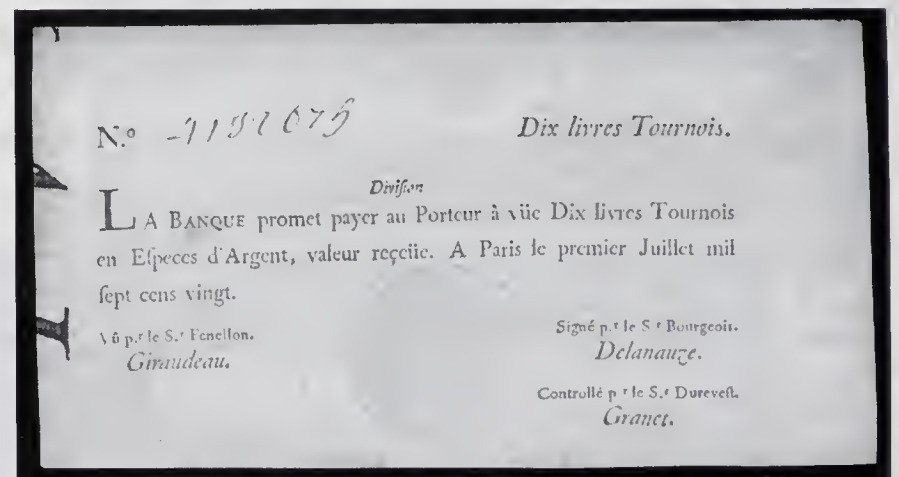 N.º 1192675 Dix livres Tournois.
Diviſion
LA BANQUE promet payer au Porteur à vüe Dix livres Tournois
en Eſpeces d'Argent, valeur reçeüe. A Paris le premier Juillet mil
ſept cens vingt.
Vû p.r le S.r Fenellon. Signé p.r le S.r Bourgeois.
Giraudeau. Delanauze.
Controllé p.r le S.r Dureveſt.
Granet.